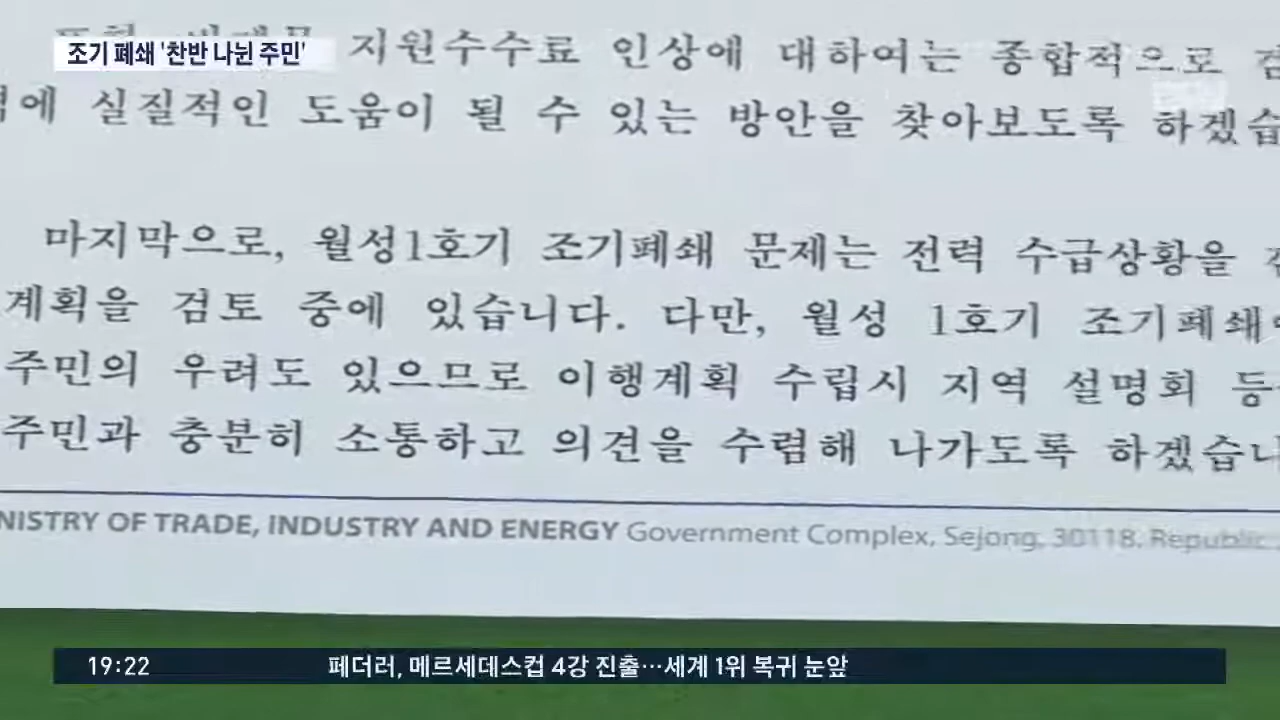 조기 폐쇄 '찬반 나뉜 주민'
지원수수료 인상에 대하여는 종합적으로
에 실질적인 도움이 될 수 있는 방안을 찾아보도록 하겠습
마지막으로, 월성1호기 조기폐쇄 문제는 전력 수급상황을
계획을 검토 중에 있습니다. 다만, 월성 1호기 조기폐쇄
주민의 우려도 있으므로 이행계획 수립시 지역 설명회 등
주민과 충분히 소통하고 의견을 수렴해 나가도록 하겠습니
NISTRY OF TRADE, INDUSTRY AND ENERGY Government Complex, Sejong, 30118, Republic
19:22 페더러, 메르세데스컵 4강 진출…세계 1위 복귀 눈앞